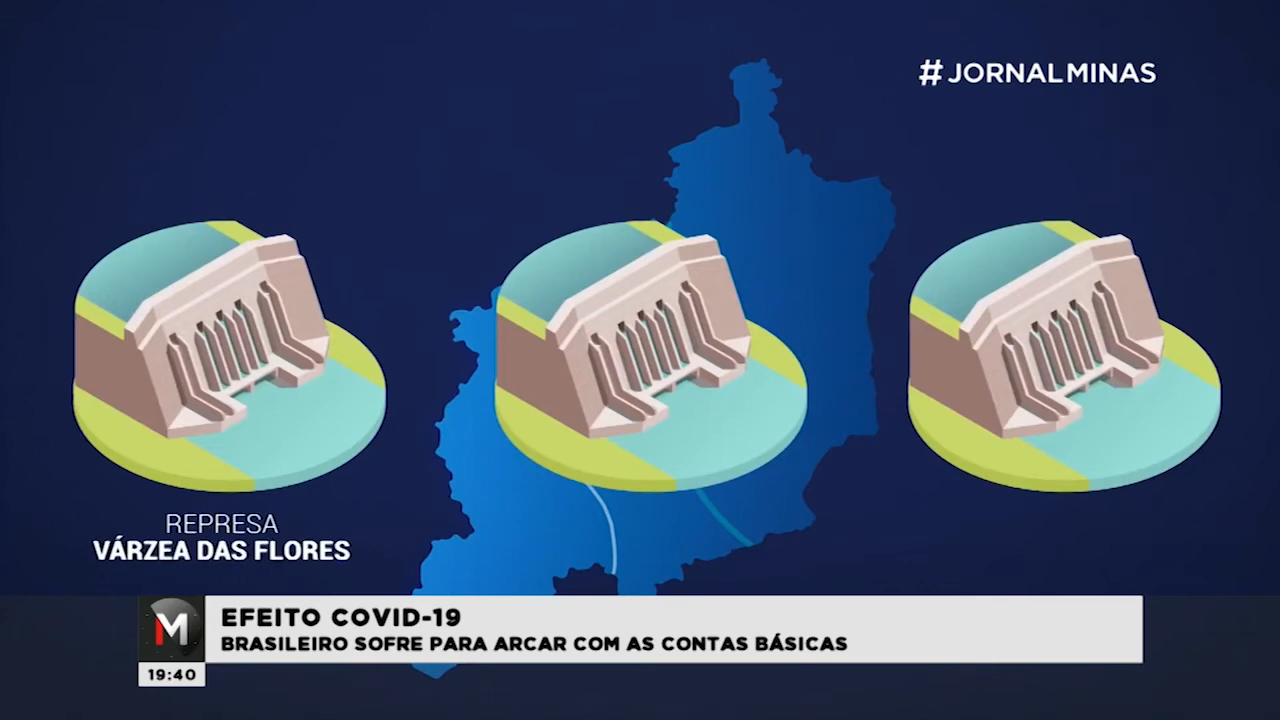 #JORNALMINAS
REPRESA
VÁRZEA DAS FLORES
M
EFEITO COVID-19
BRASILEIRO SOFRE PARA ARCAR COM AS CONTAS BÁSICAS
19:40